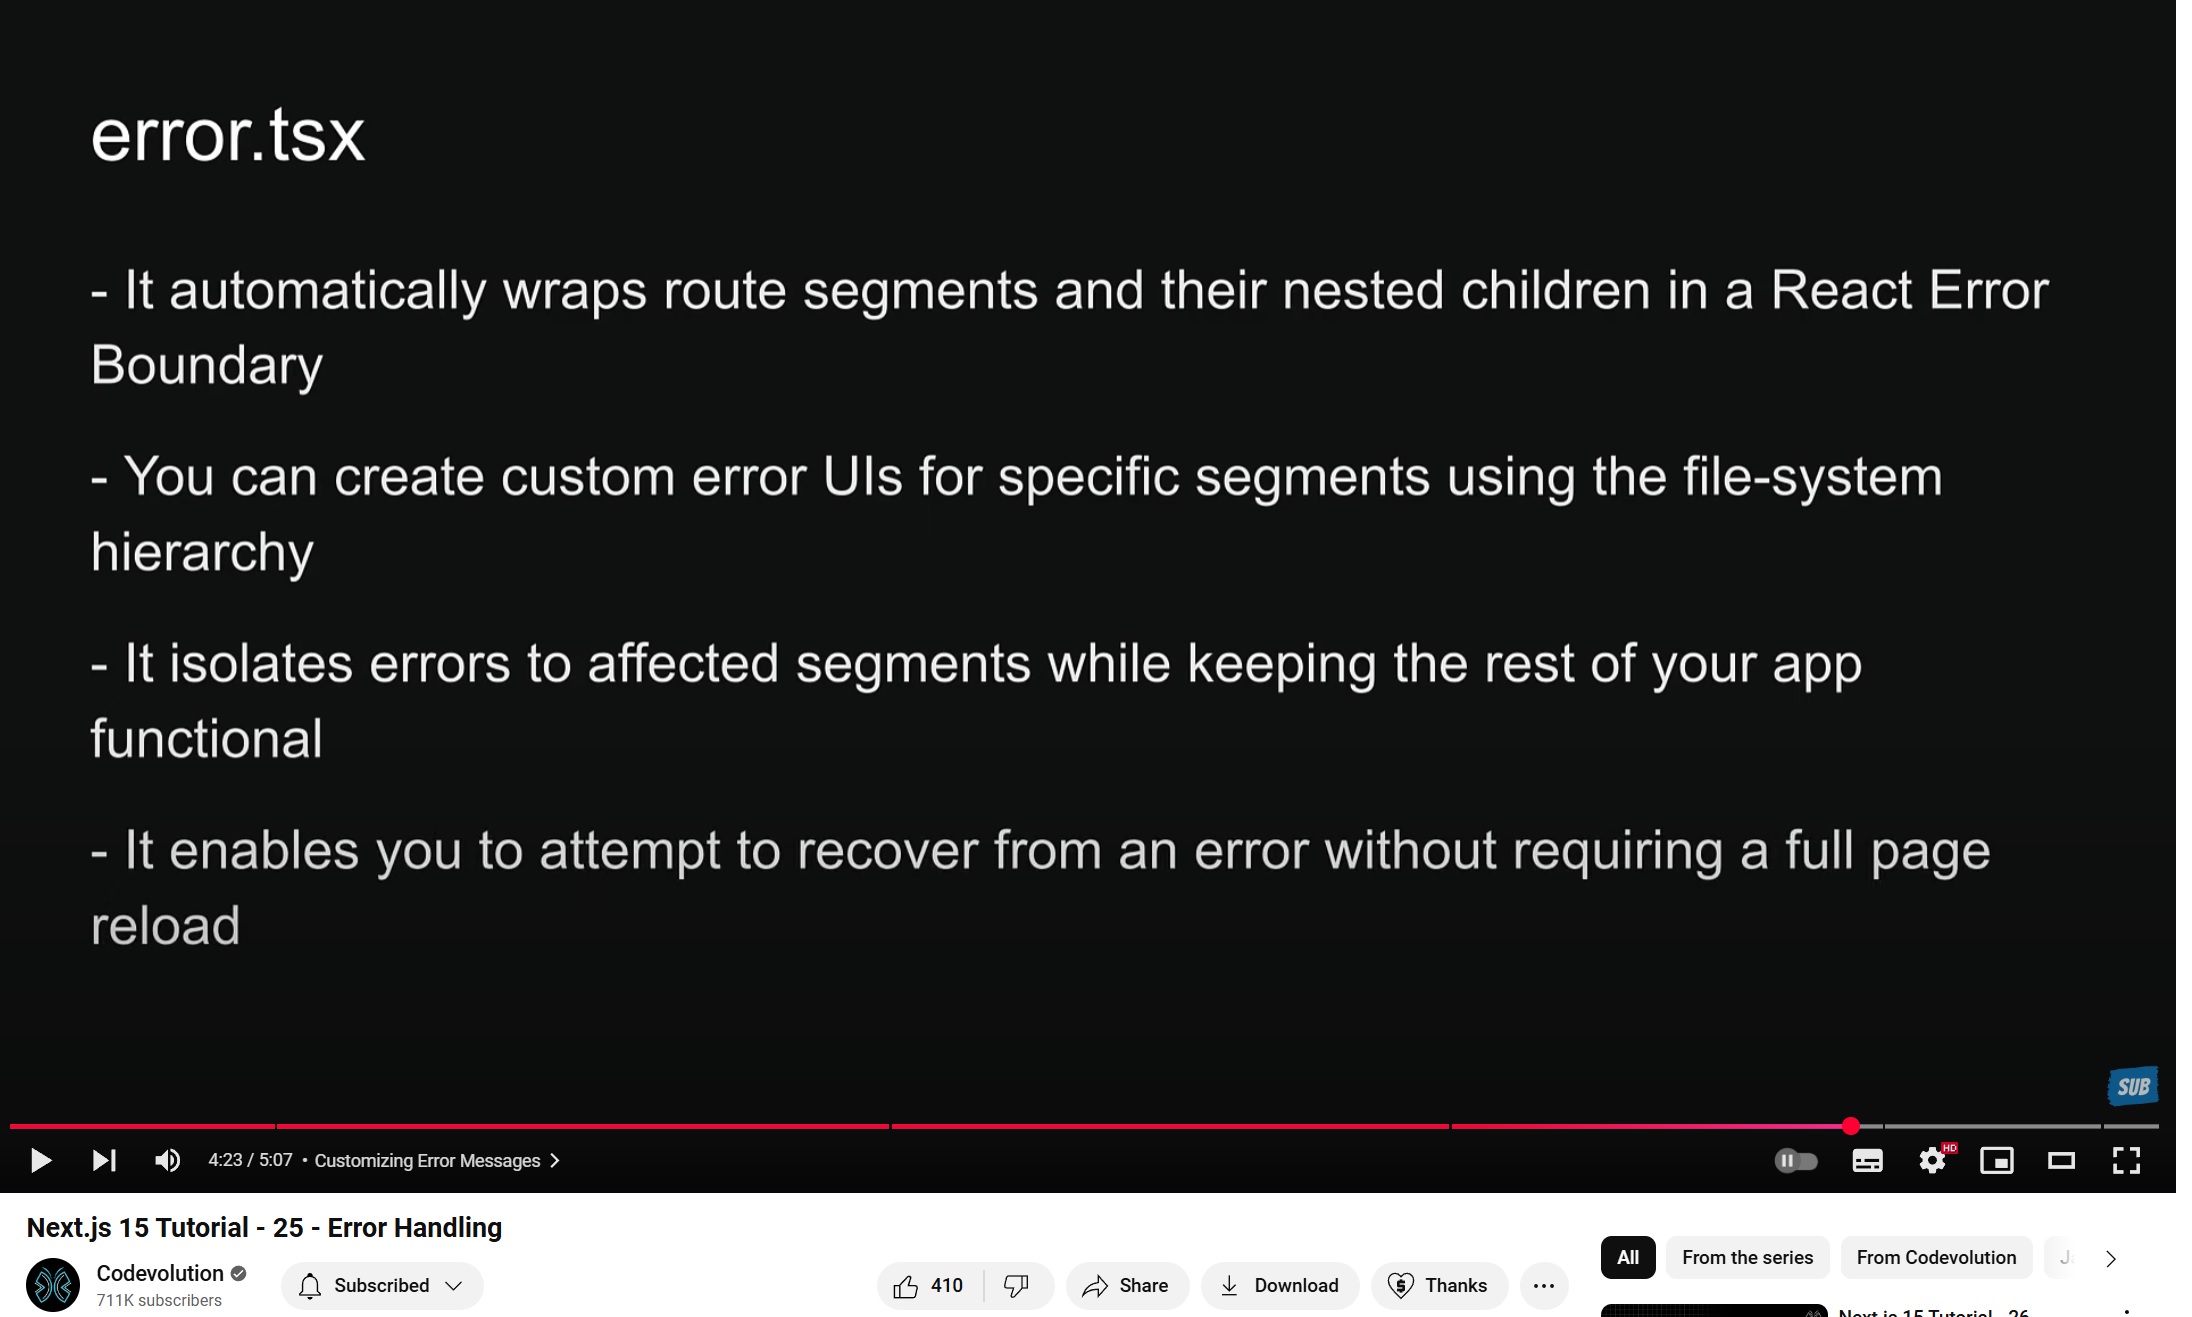 error.tsx
- It automatically wraps route segments and their nested children in a React Error
Boundary
- You can create custom error UIs for specific segments using the file-system
hierarchy
- It isolates errors to affected segments while keeping the rest of your app
functional
- It enables you to attempt to recover from an error without requiring a full page
reload
SUB
4:23 / 5:07 • Customizing Error Messages
HD
Next.js 15 Tutorial - 25 - Error Handling
Codevolution
711K subscribers
Subscribed
410
Share
Download
Thanks
All
From the series
From Codevolution
Next.js 15 Tutorial - 26